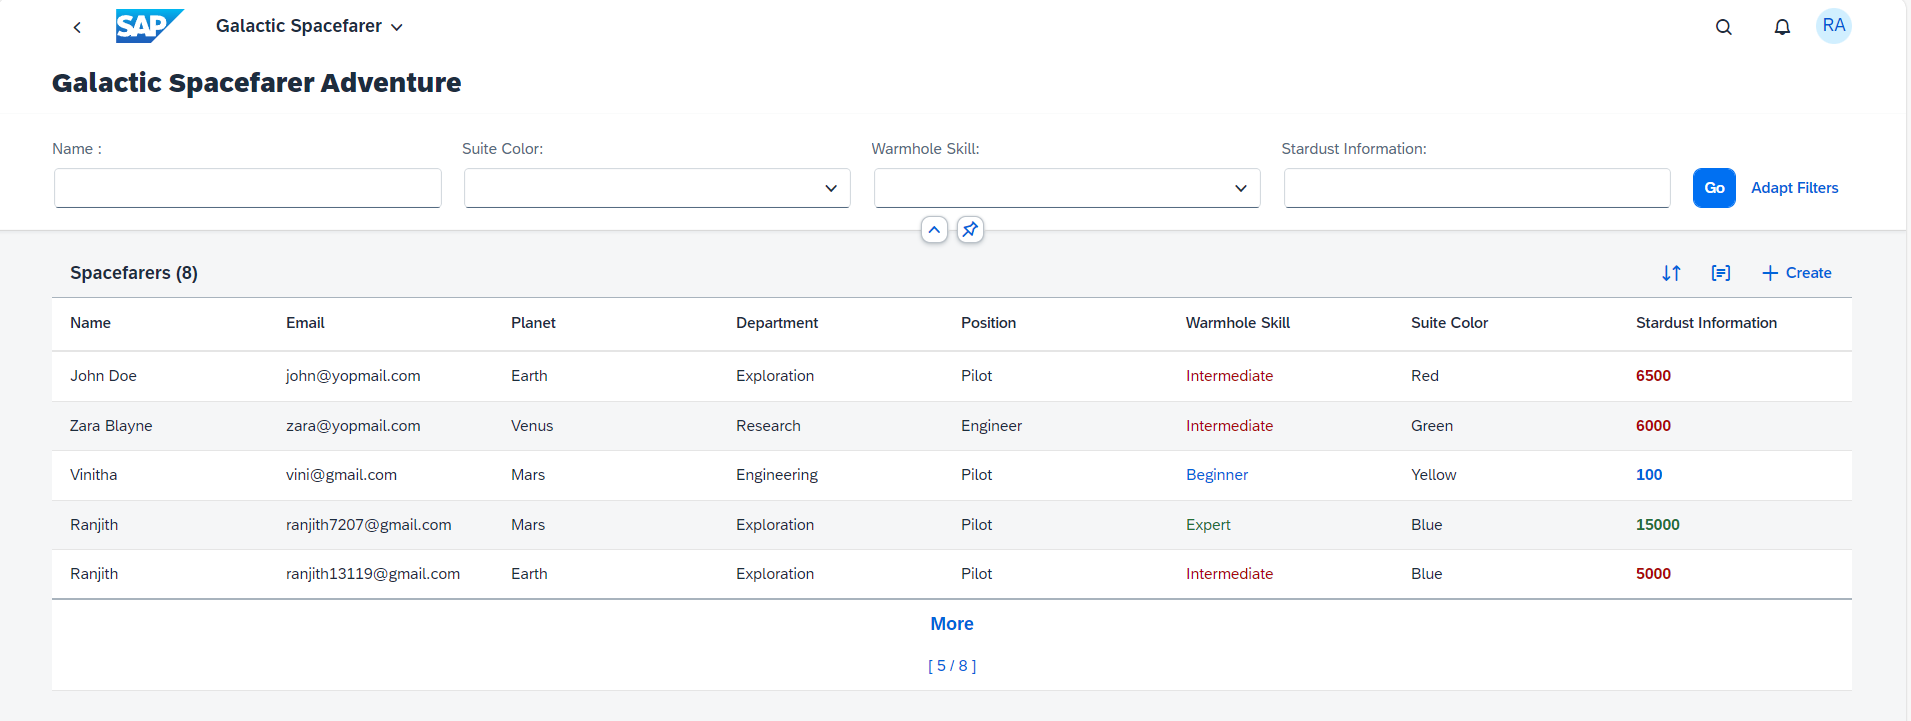 SAP Galactic Spacefarer RA
Galactic Spacefarer Adventure
Name : Suite Color: Warmhole Skill: Stardust Information:
Go Adapt Filters
Spacefarers (8) Create
Name Email Planet Department Position Warmhole Skill Suite Color Stardust Information
John Doe john@yopmail.com Earth Exploration Pilot Intermediate Red 6500
Zara Blayne zara@yopmail.com Venus Research Engineer Intermediate Green 6000
Vinitha vini@gmail.com Mars Engineering Pilot Beginner Yellow 100
Ranjith ranjith7207@gmail.com Mars Exploration Pilot Expert Blue 15000
Ranjith ranjith13119@gmail.com Earth Exploration Pilot Intermediate Blue 5000
More
[ 5 / 8 ]